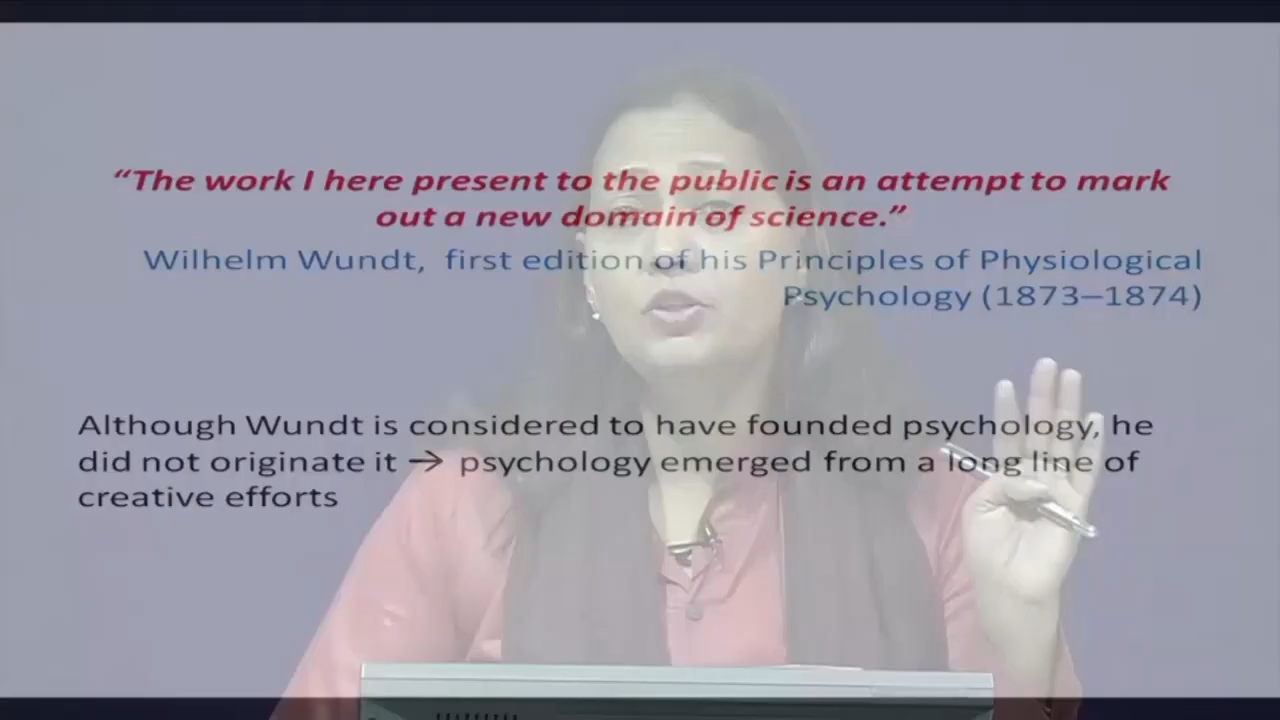 “The work I here present to the public is an attempt to mark
out a new domain of science.”
Wilhelm Wundt, first edition of his Principles of Physiological
Psychology (1873–1874)
Although Wundt is considered to have founded psychology, he
did not originate it → psychology emerged from a long line of
creative efforts